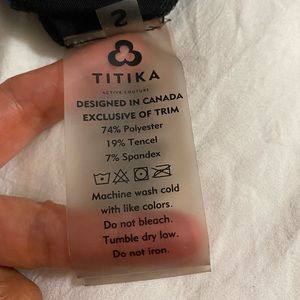 S
TITIKA
ACTIVE COUTURE
DESIGNED IN CANADA
EXCLUSIVE OF TRIM
74% Polyester
19% Tencel
7% Spandex
Machine wash cold
with like colors.
Do not bleach.
Tumble dry low.
Do not iron.